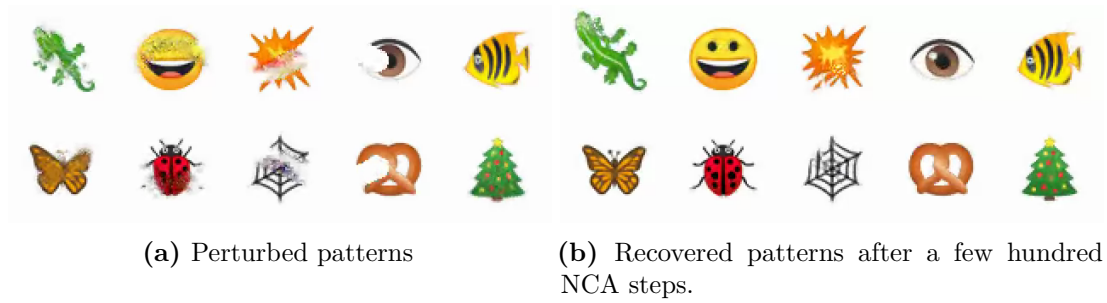 (a) Perturbed patterns
(b) Recovered patterns after a few hundred
NCA steps.